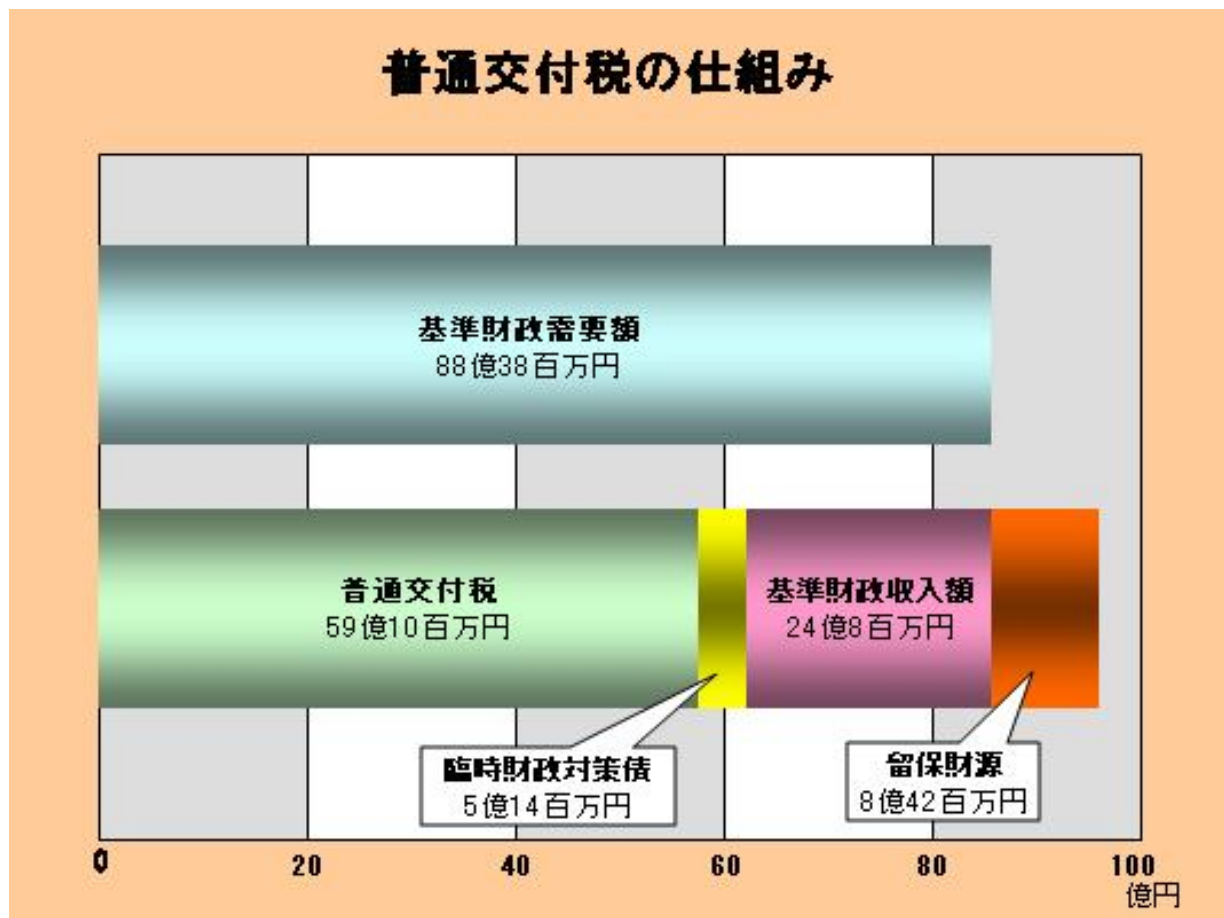 普通交付税の仕組み
基準財政需要額
88億38百万円
普通交付税
59億10百万円
基準財政収入額
24億8百万円
臨時財政対策債
5億14百万円
留保財源
8億42百万円
0 20 40 60 80 100
億円